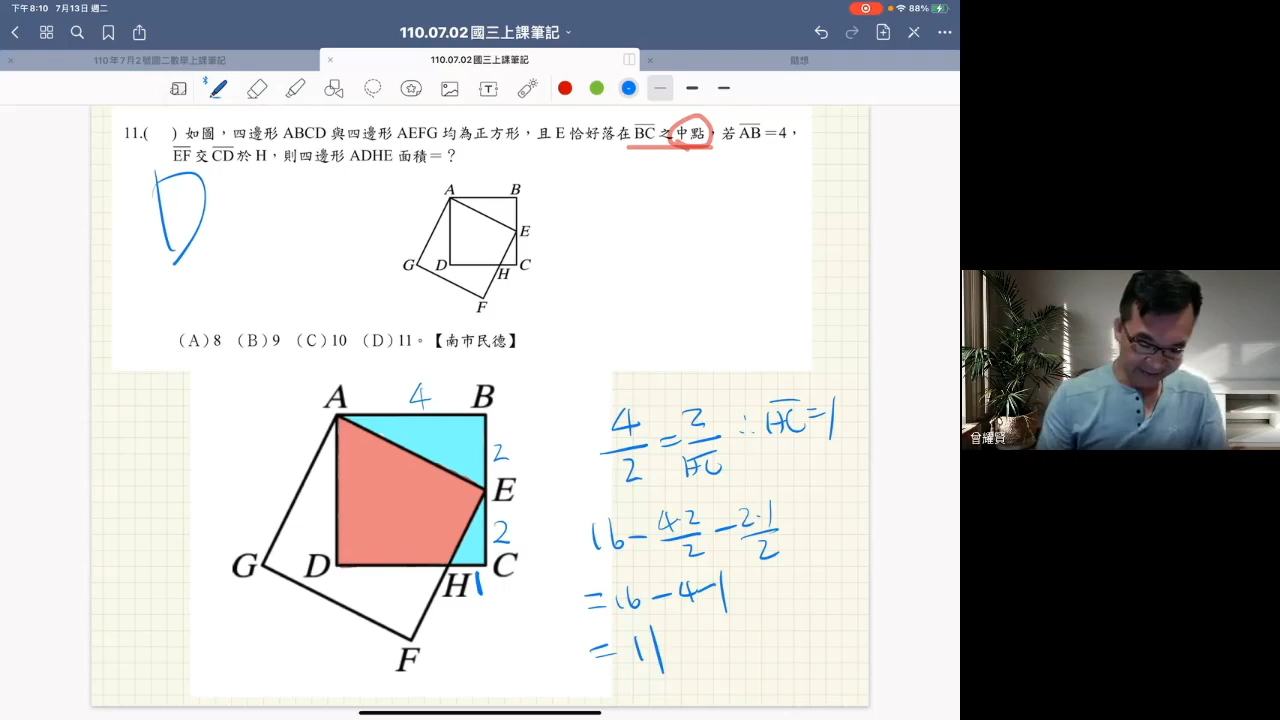 下午8:10 7月13日 週二
88%
110.07.02國三上課筆記
110年7月2號國二數學上課筆記
110.07.02國三上課筆記
隨想
11.( ) 如圖，四邊形 ABCD 與四邊形 AEFG 均為正方形，且 E 恰好落在 BC 之中點，若 AB＝4，
EF 交 CD 於 H，則四邊形 ADHE 面積＝？
D
A B
E
G D H C
F
(A) 8 (B) 9 (C) 10 (D) 11。【南市民德】
A 4 B
2
E
2
G D H 1 C
F
4/2 = 2/HC ∴ HC = 1
16 - 4·2/2 - 2·1/2
= 16 - 4 - 1
= 11
曾耀賢